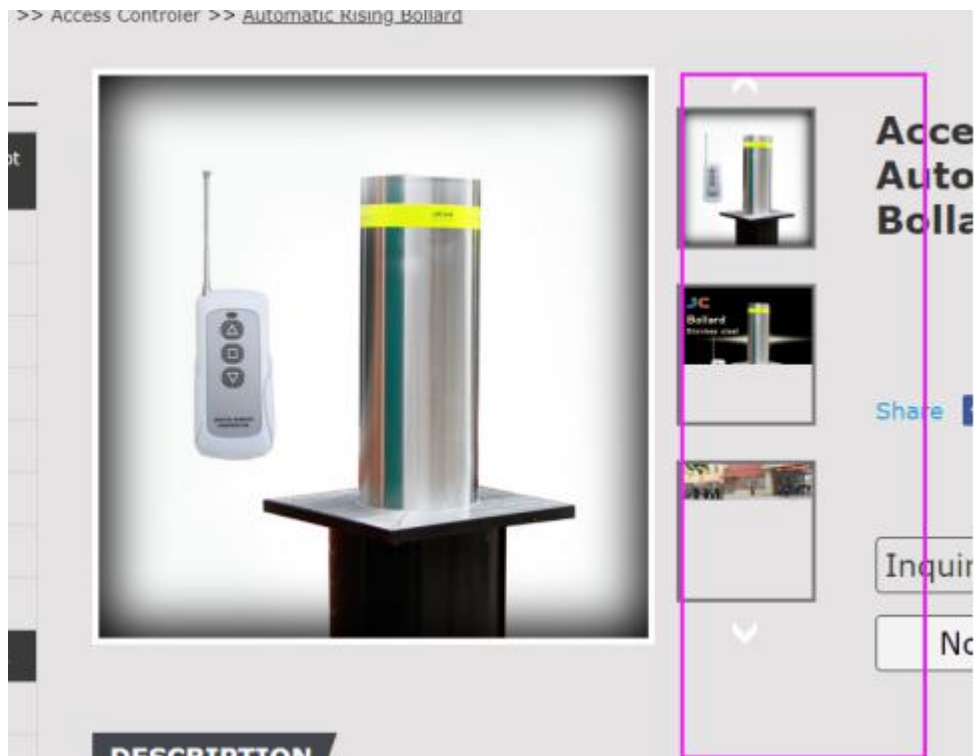 >> Access Controler >> Automatic Rising Bollard
Acce
Auto
Bolla
JC
Bollard
Stainless steel
Share
Inquir
No
DESCRIPTION